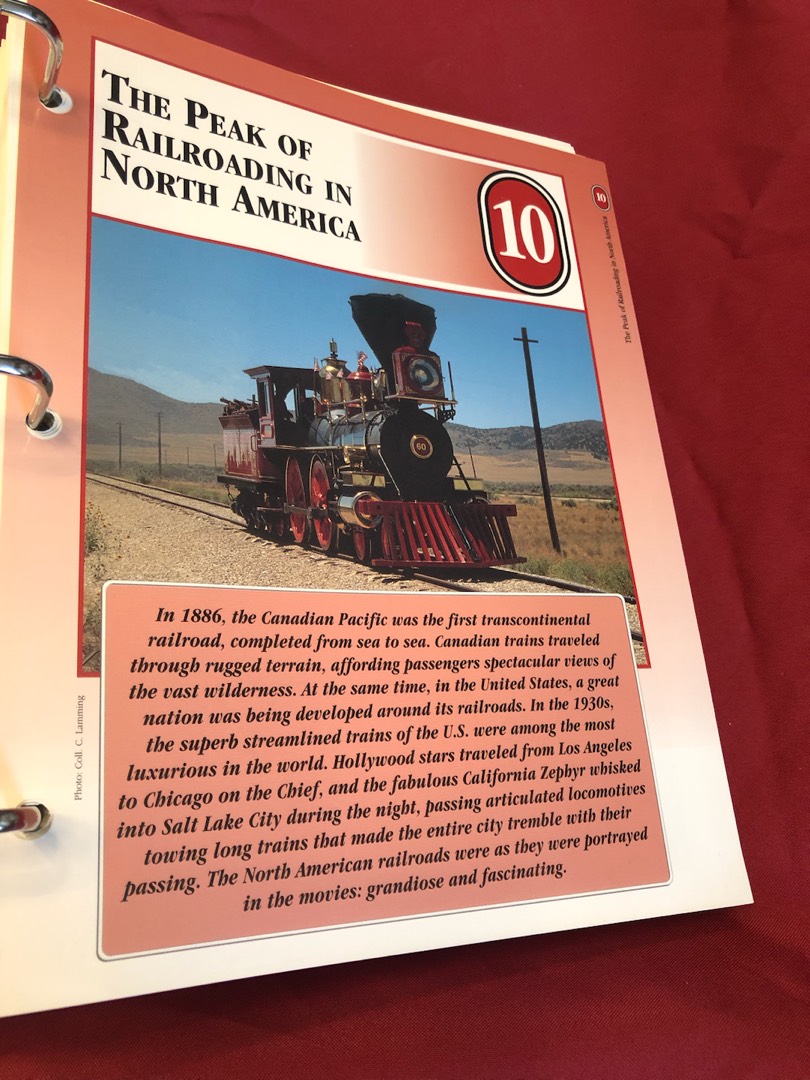 The Peak of
Railroading in
North America
10
10
The Peak of Railroading in North America
60
In 1886, the Canadian Pacific was the first transcontinental
railroad, completed from sea to sea. Canadian trains traveled
through rugged terrain, affording passengers spectacular views of
the vast wilderness. At the same time, in the United States, a great
nation was being developed around its railroads. In the 1930s,
the superb streamlined trains of the U.S. were among the most
luxurious in the world. Hollywood stars traveled from Los Angeles
to Chicago on the Chief, and the fabulous California Zephyr whisked
into Salt Lake City during the night, passing articulated locomotives
towing long trains that made the entire city tremble with their
passing. The North American railroads were as they were portrayed
in the movies: grandiose and fascinating.
Photo: Coll. C. Lamming